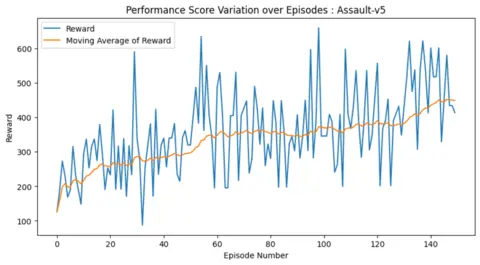 Performance Score Variation over Episodes : Assault-v5
Reward
Moving Average of Reward
600
500
400
300
200
100
Reward
0 20 40 60 80 100 120 140
Episode Number